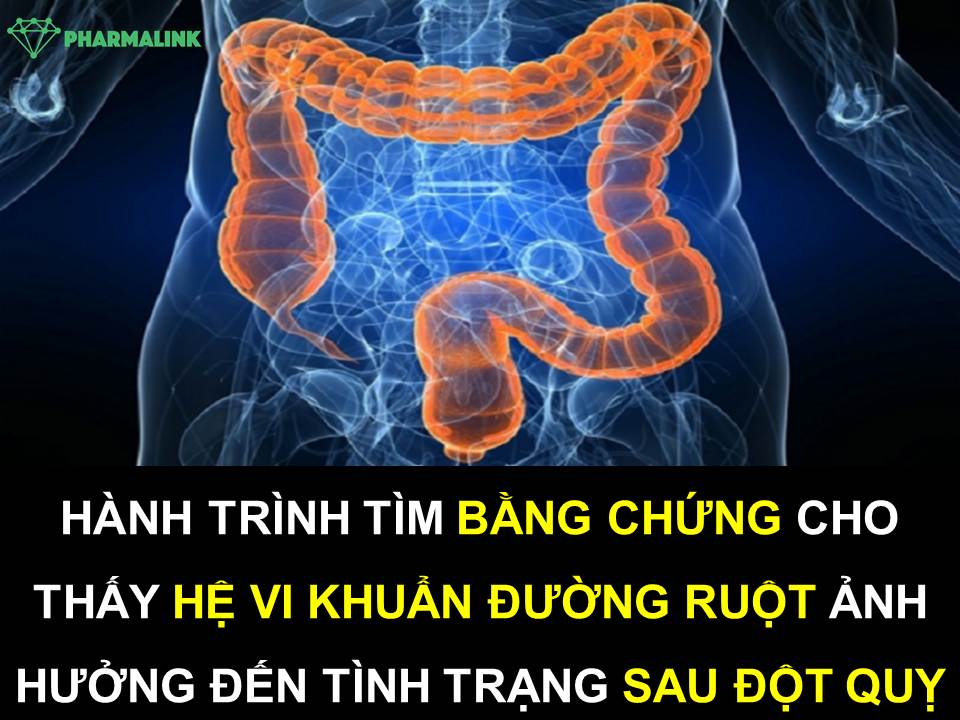 PHARMALINK
HÀNH TRÌNH TÌM BẰNG CHỨNG CHO
THẤY HỆ VI KHUẨN ĐƯỜNG RUỘT ẢNH
HƯỞNG ĐẾN TÌNH TRẠNG SAU ĐỘT QUỴ